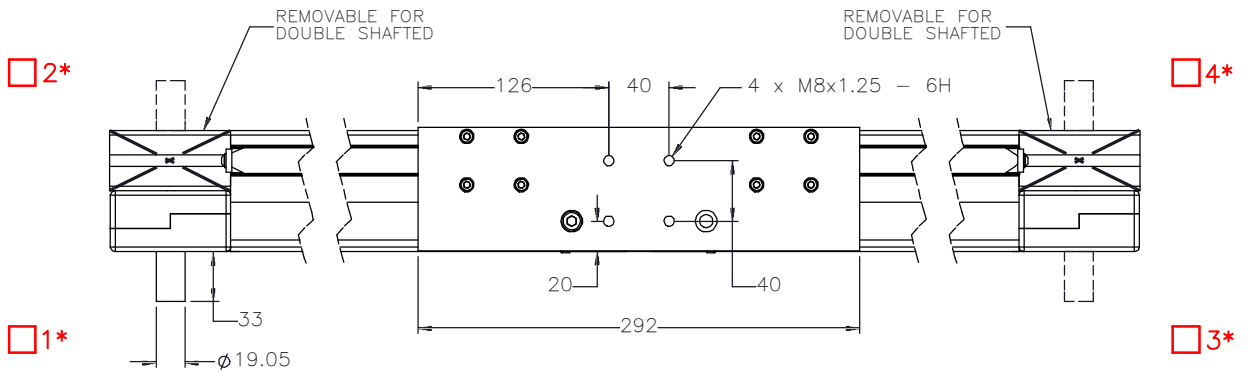 REMOVABLE FOR
DOUBLE SHAFTED
REMOVABLE FOR
DOUBLE SHAFTED
2*
4*
126
40
4 x M8x1.25 - 6H
20
40
33
292
1*
3*
ϕ19.05